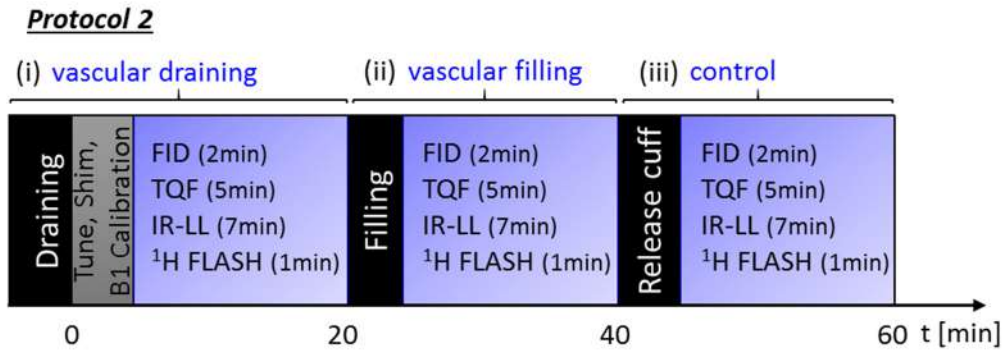 Protocol 2
(i) vascular draining
(ii) vascular filling
(iii) control
Draining
Tune, Shim,
B1 Calibration
FID (2min)
TQF (5min)
IR-LL (7min)
¹H FLASH (1min)
Filling
FID (2min)
TQF (5min)
IR-LL (7min)
¹H FLASH (1min)
Release cuff
FID (2min)
TQF (5min)
IR-LL (7min)
¹H FLASH (1min)
0 20 40 60 t [min]